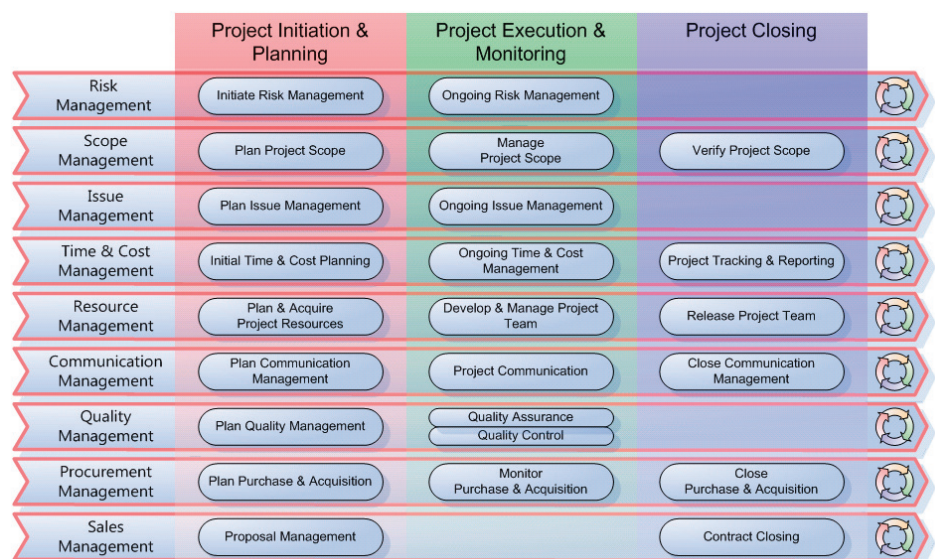 Project Initiation &
Planning
Project Execution &
Monitoring
Project Closing
Risk
Management
Initiate Risk Management
Ongoing Risk Management
Scope
Management
Plan Project Scope
Manage
Project Scope
Verify Project Scope
Issue
Management
Plan Issue Management
Ongoing Issue Management
Time & Cost
Management
Initial Time & Cost Planning
Ongoing Time & Cost
Management
Project Tracking & Reporting
Resource
Management
Plan & Acquire
Project Resources
Develop & Manage Project
Team
Release Project Team
Communication
Management
Plan Communication
Management
Project Communication
Close Communication
Management
Quality
Management
Plan Quality Management
Quality Assurance
Quality Control
Procurement
Management
Plan Purchase & Acquisition
Monitor
Purchase & Acquisition
Close
Purchase & Acquisition
Sales
Management
Proposal Management
Contract Closing